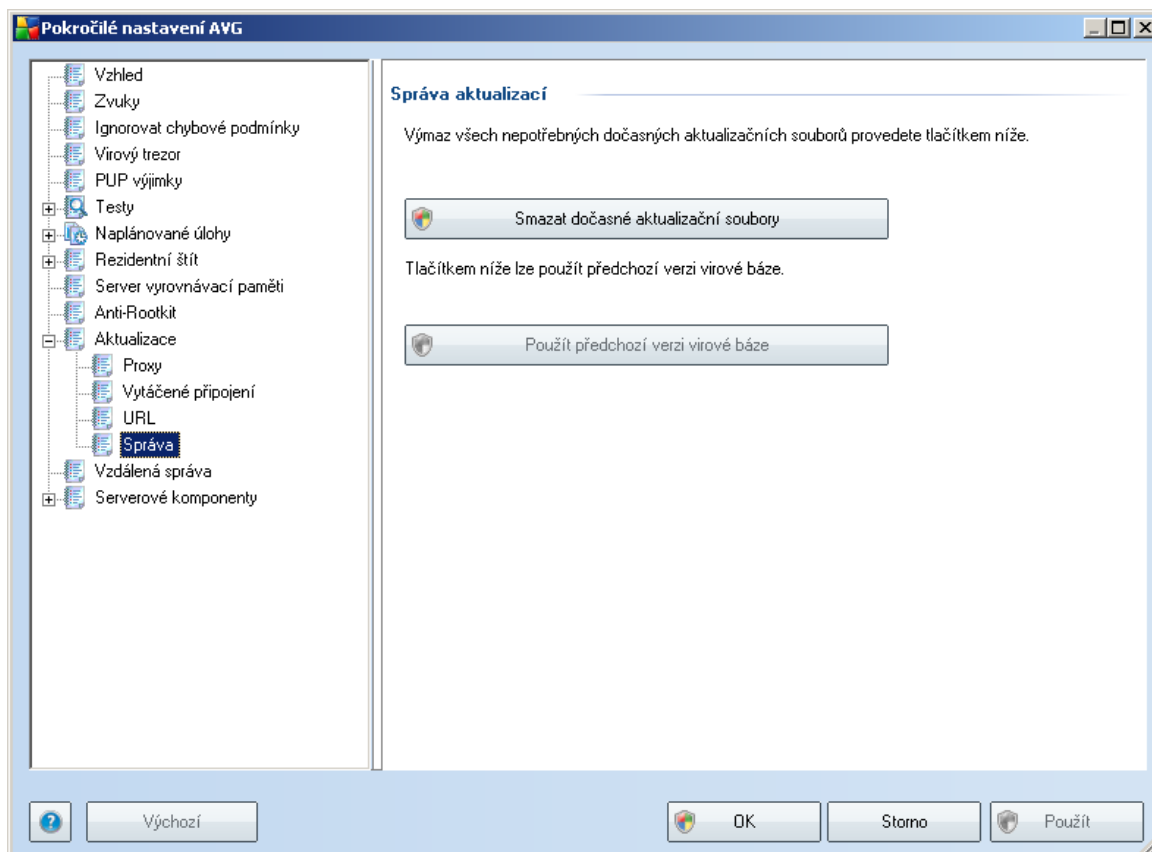 Pokročilé nastavení AVG
Vzhled
Zvuky
Ignorovat chybové podmínky
Virový trezor
PUP výjimky
Testy
Naplánované úlohy
Rezidentní štít
Server vyrovnávací paměti
Anti-Rootkit
Aktualizace
Proxy
Vytáčené připojení
URL
Správa
Vzdálená správa
Serverové komponenty
Správa aktualizací
Výmaz všech nepotřebných dočasných aktualizačních souborů provedete tlačítkem níže.
Smazat dočasné aktualizační soubory
Tlačítkem níže lze použít předchozí verzi virové báze.
Použít předchozí verzi virové báze
Výchozí
OK
Storno
Použít